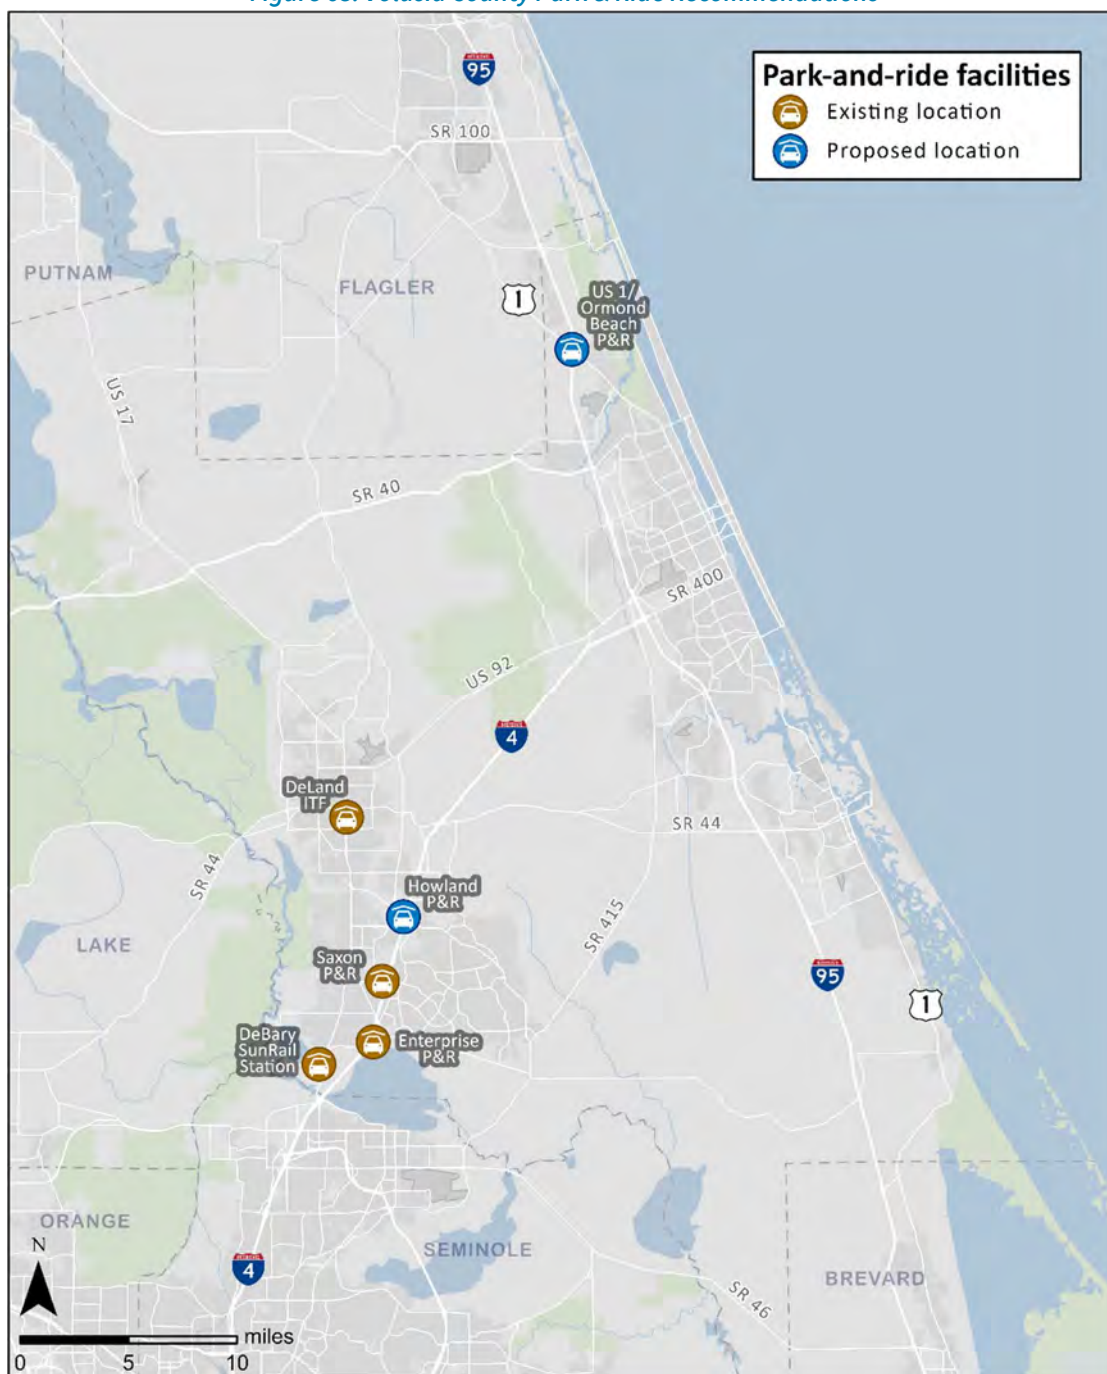 95
Park-and-ride facilities
Existing location
Proposed location
SR 100
PUTNAM
FLAGLER
1
US 1/
Ormond
Beach
P&R
US 17
SR 40
SR 400
US 92
4
DeLand
ITF
SR 44
SR 44
Howland
P&R
SR 415
LAKE
Saxon
P&R
95
1
DeBary
SunRail
Station
Enterprise
P&R
ORANGE
N
4
SEMINOLE
BREVARD
SR 46
miles
0 5 10